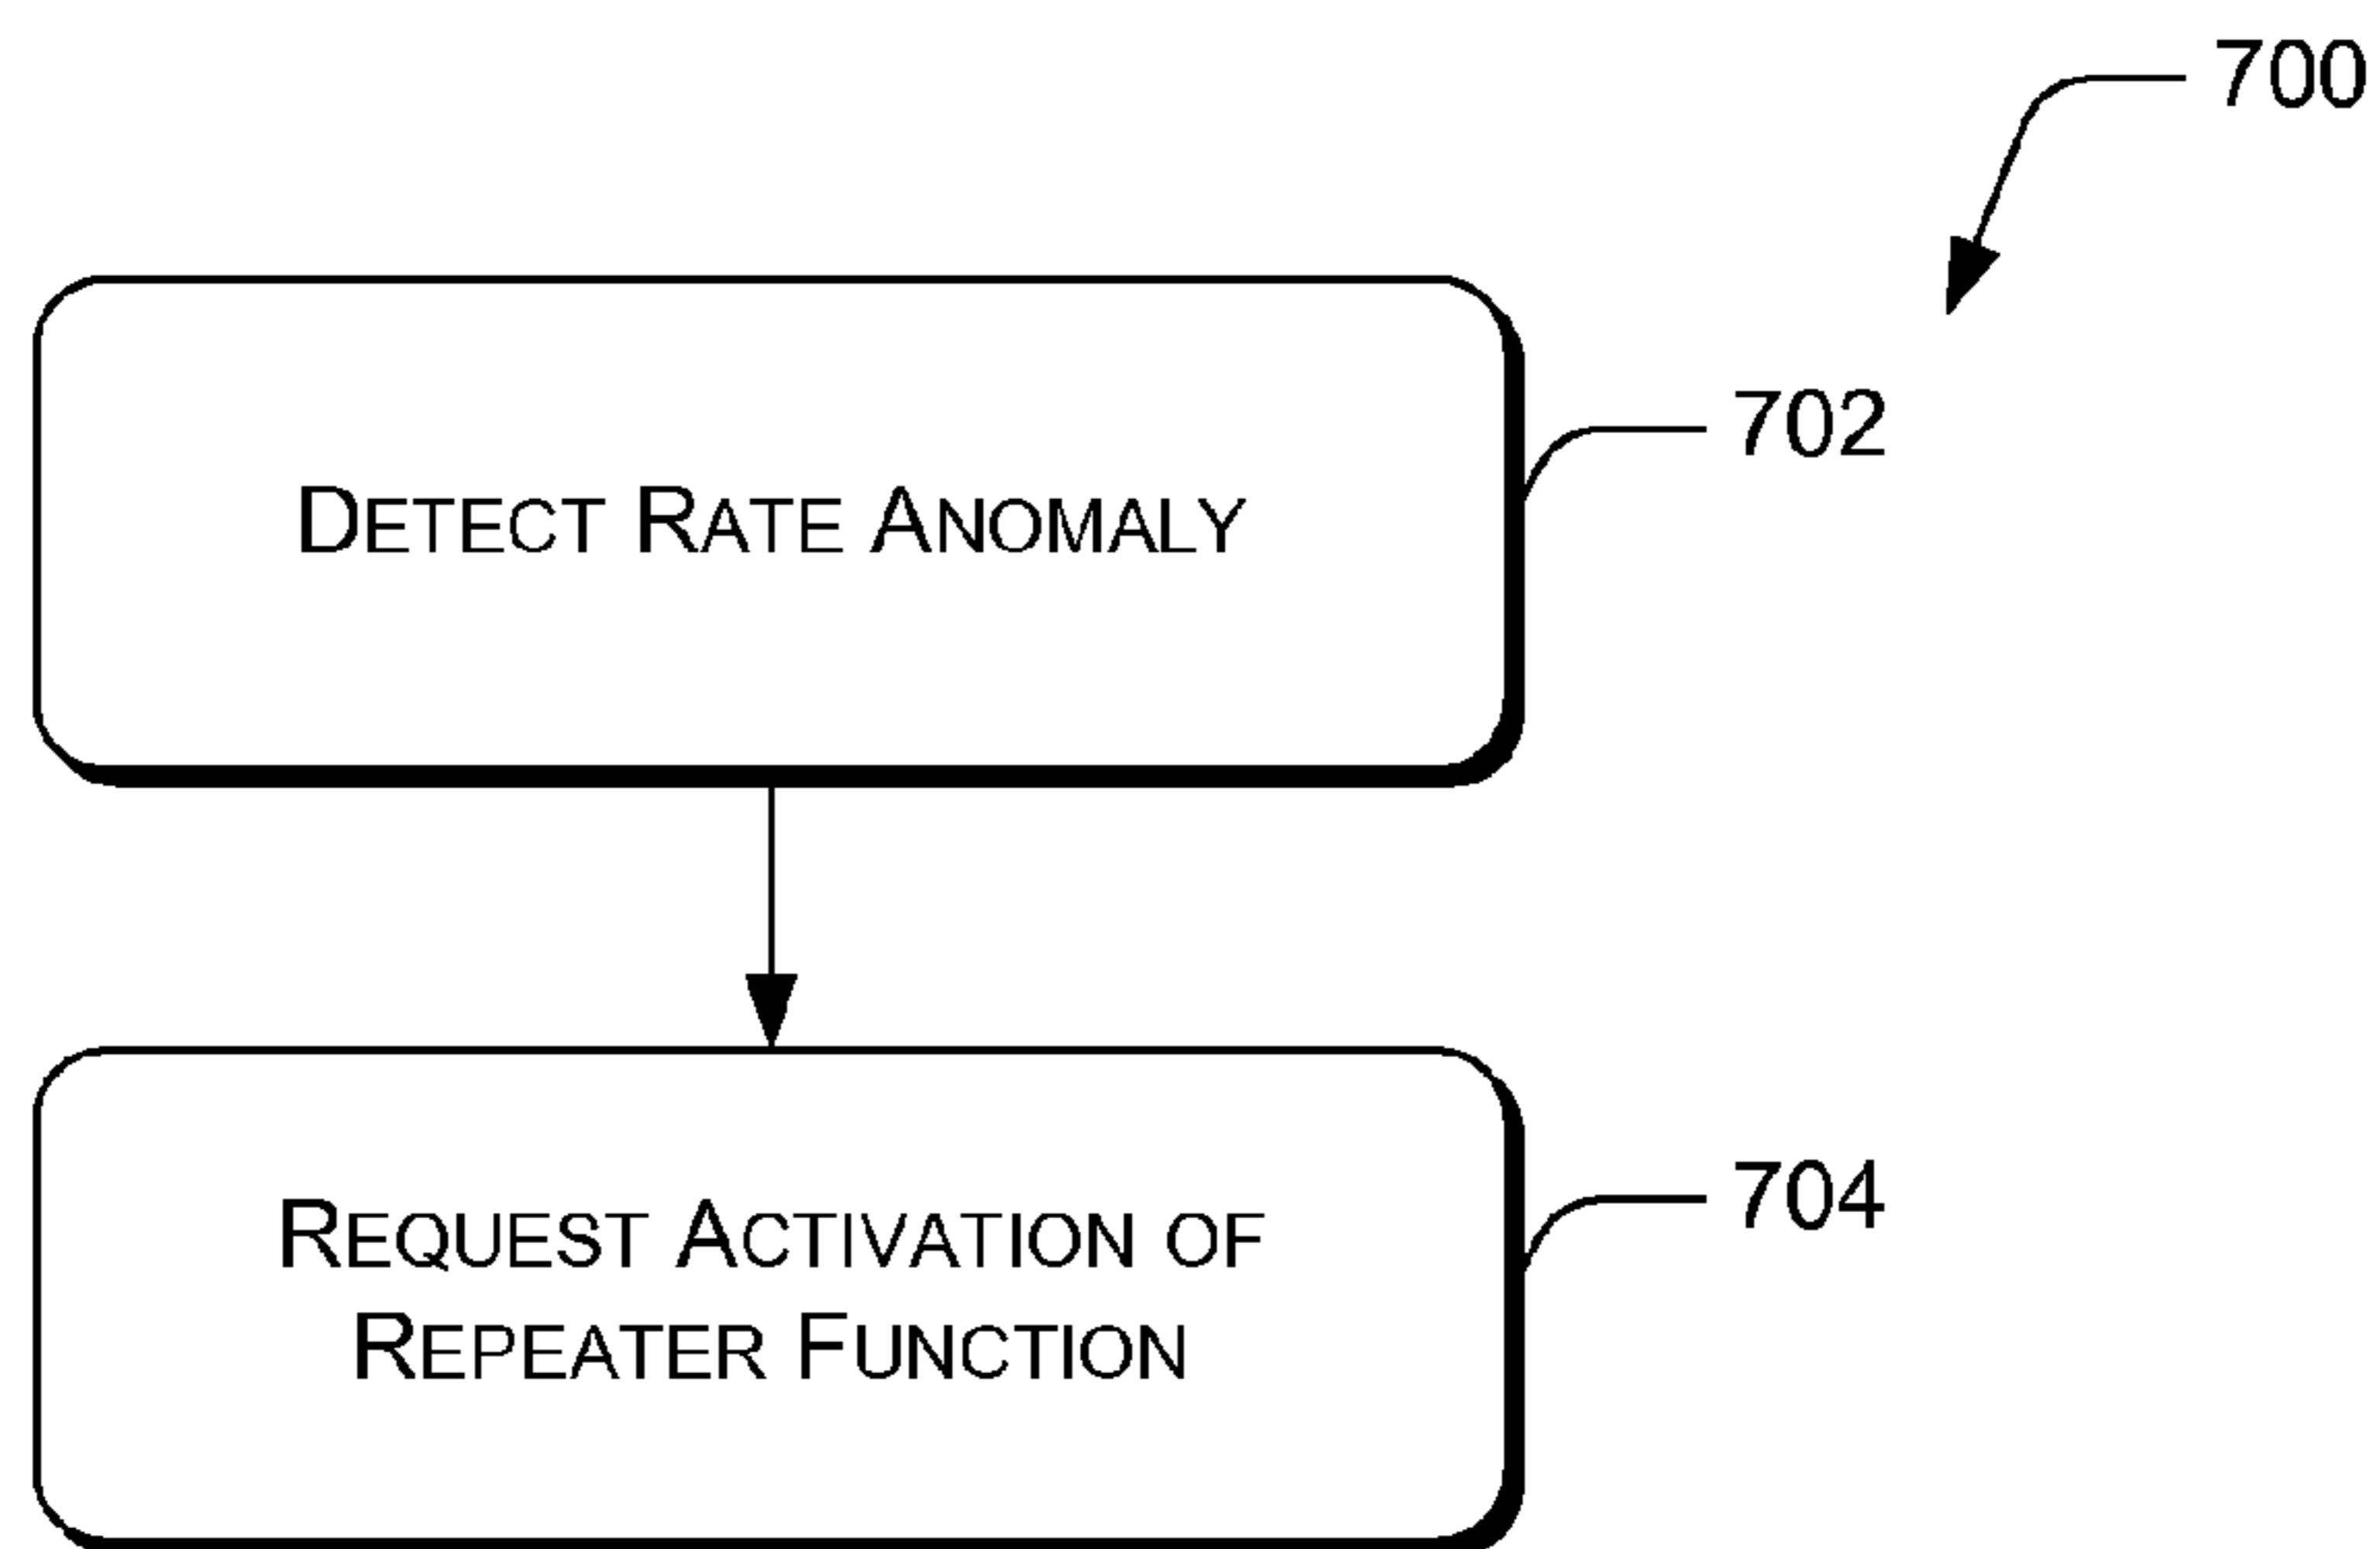 700
702
DETECT RATE ANOMALY
704
REQUEST ACTIVATION OF
REPEATER FUNCTION